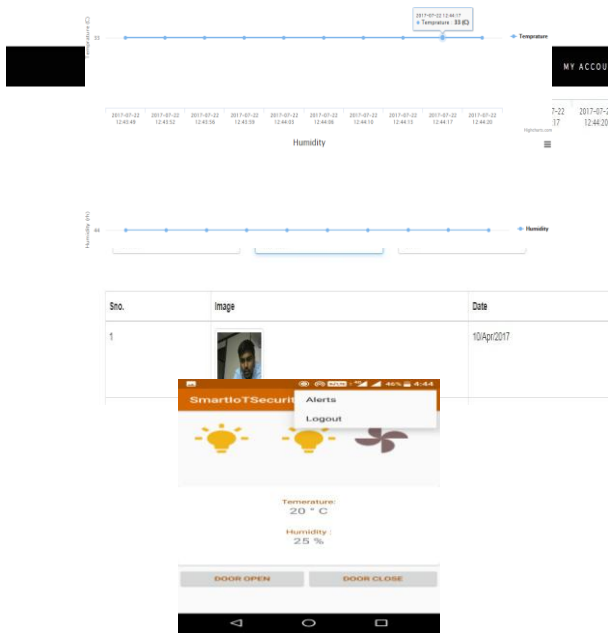 2017-07-22 12:44:17
Temprature : 33 (C)
Temprature (C)
33
Temprature
MY ACCOU
2017-07-22 2017-07-22 2017-07-22 2017-07-22 2017-07-22 2017-07-22 2017-07-22 2017-07-22 2017-07-22 2017-07-22
12:43:49 12:43:52 12:43:56 12:43:59 12:44:03 12:44:06 12:44:10 12:44:13 12:44:17 12:44:20
7-22 2017-07-2
:17 12:44:20
Highcharts.com
Humidity
Humidity (H)
Humidity
Sno. Image Date
1 10/Apr/2017
46% 4:44
SmartIoTSecurit
Alerts
Logout
Temerature:
20 ° C
Humidity :
25 %
DOOR OPEN DOOR CLOSE